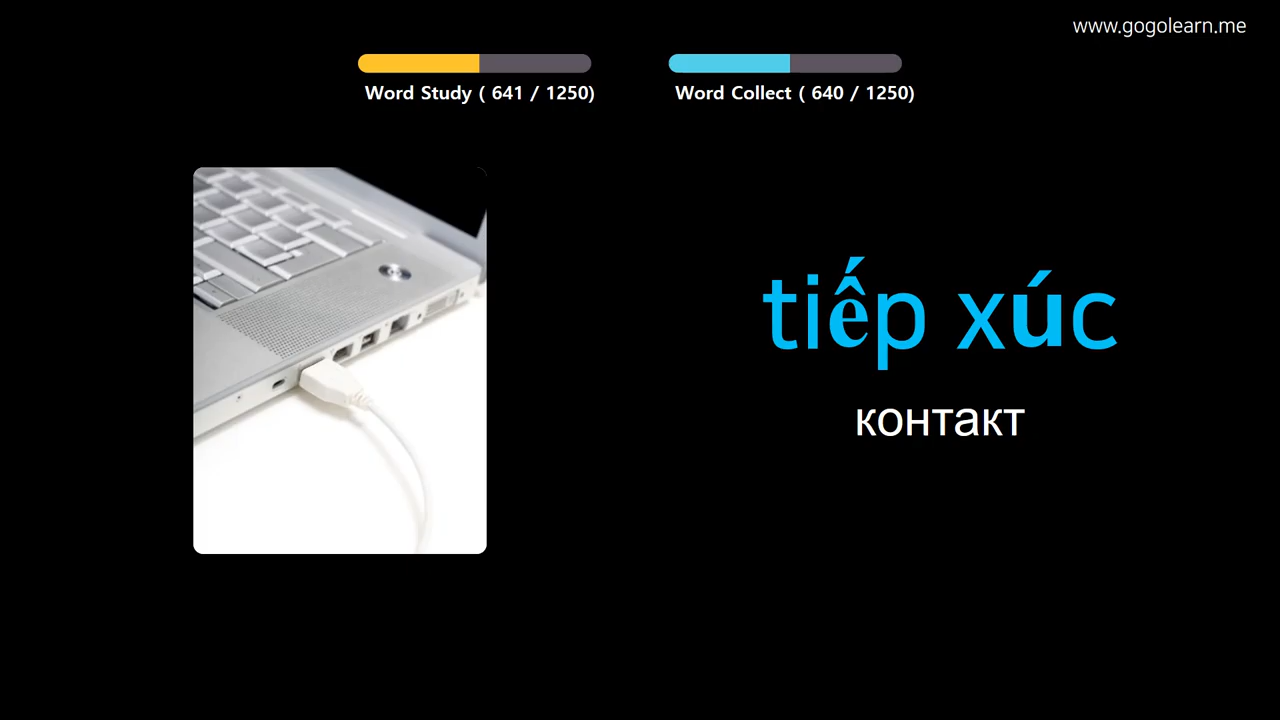 www.gogolearn.me
Word Study ( 641 / 1250)
Word Collect ( 640 / 1250)
tiếp xúc
контакт